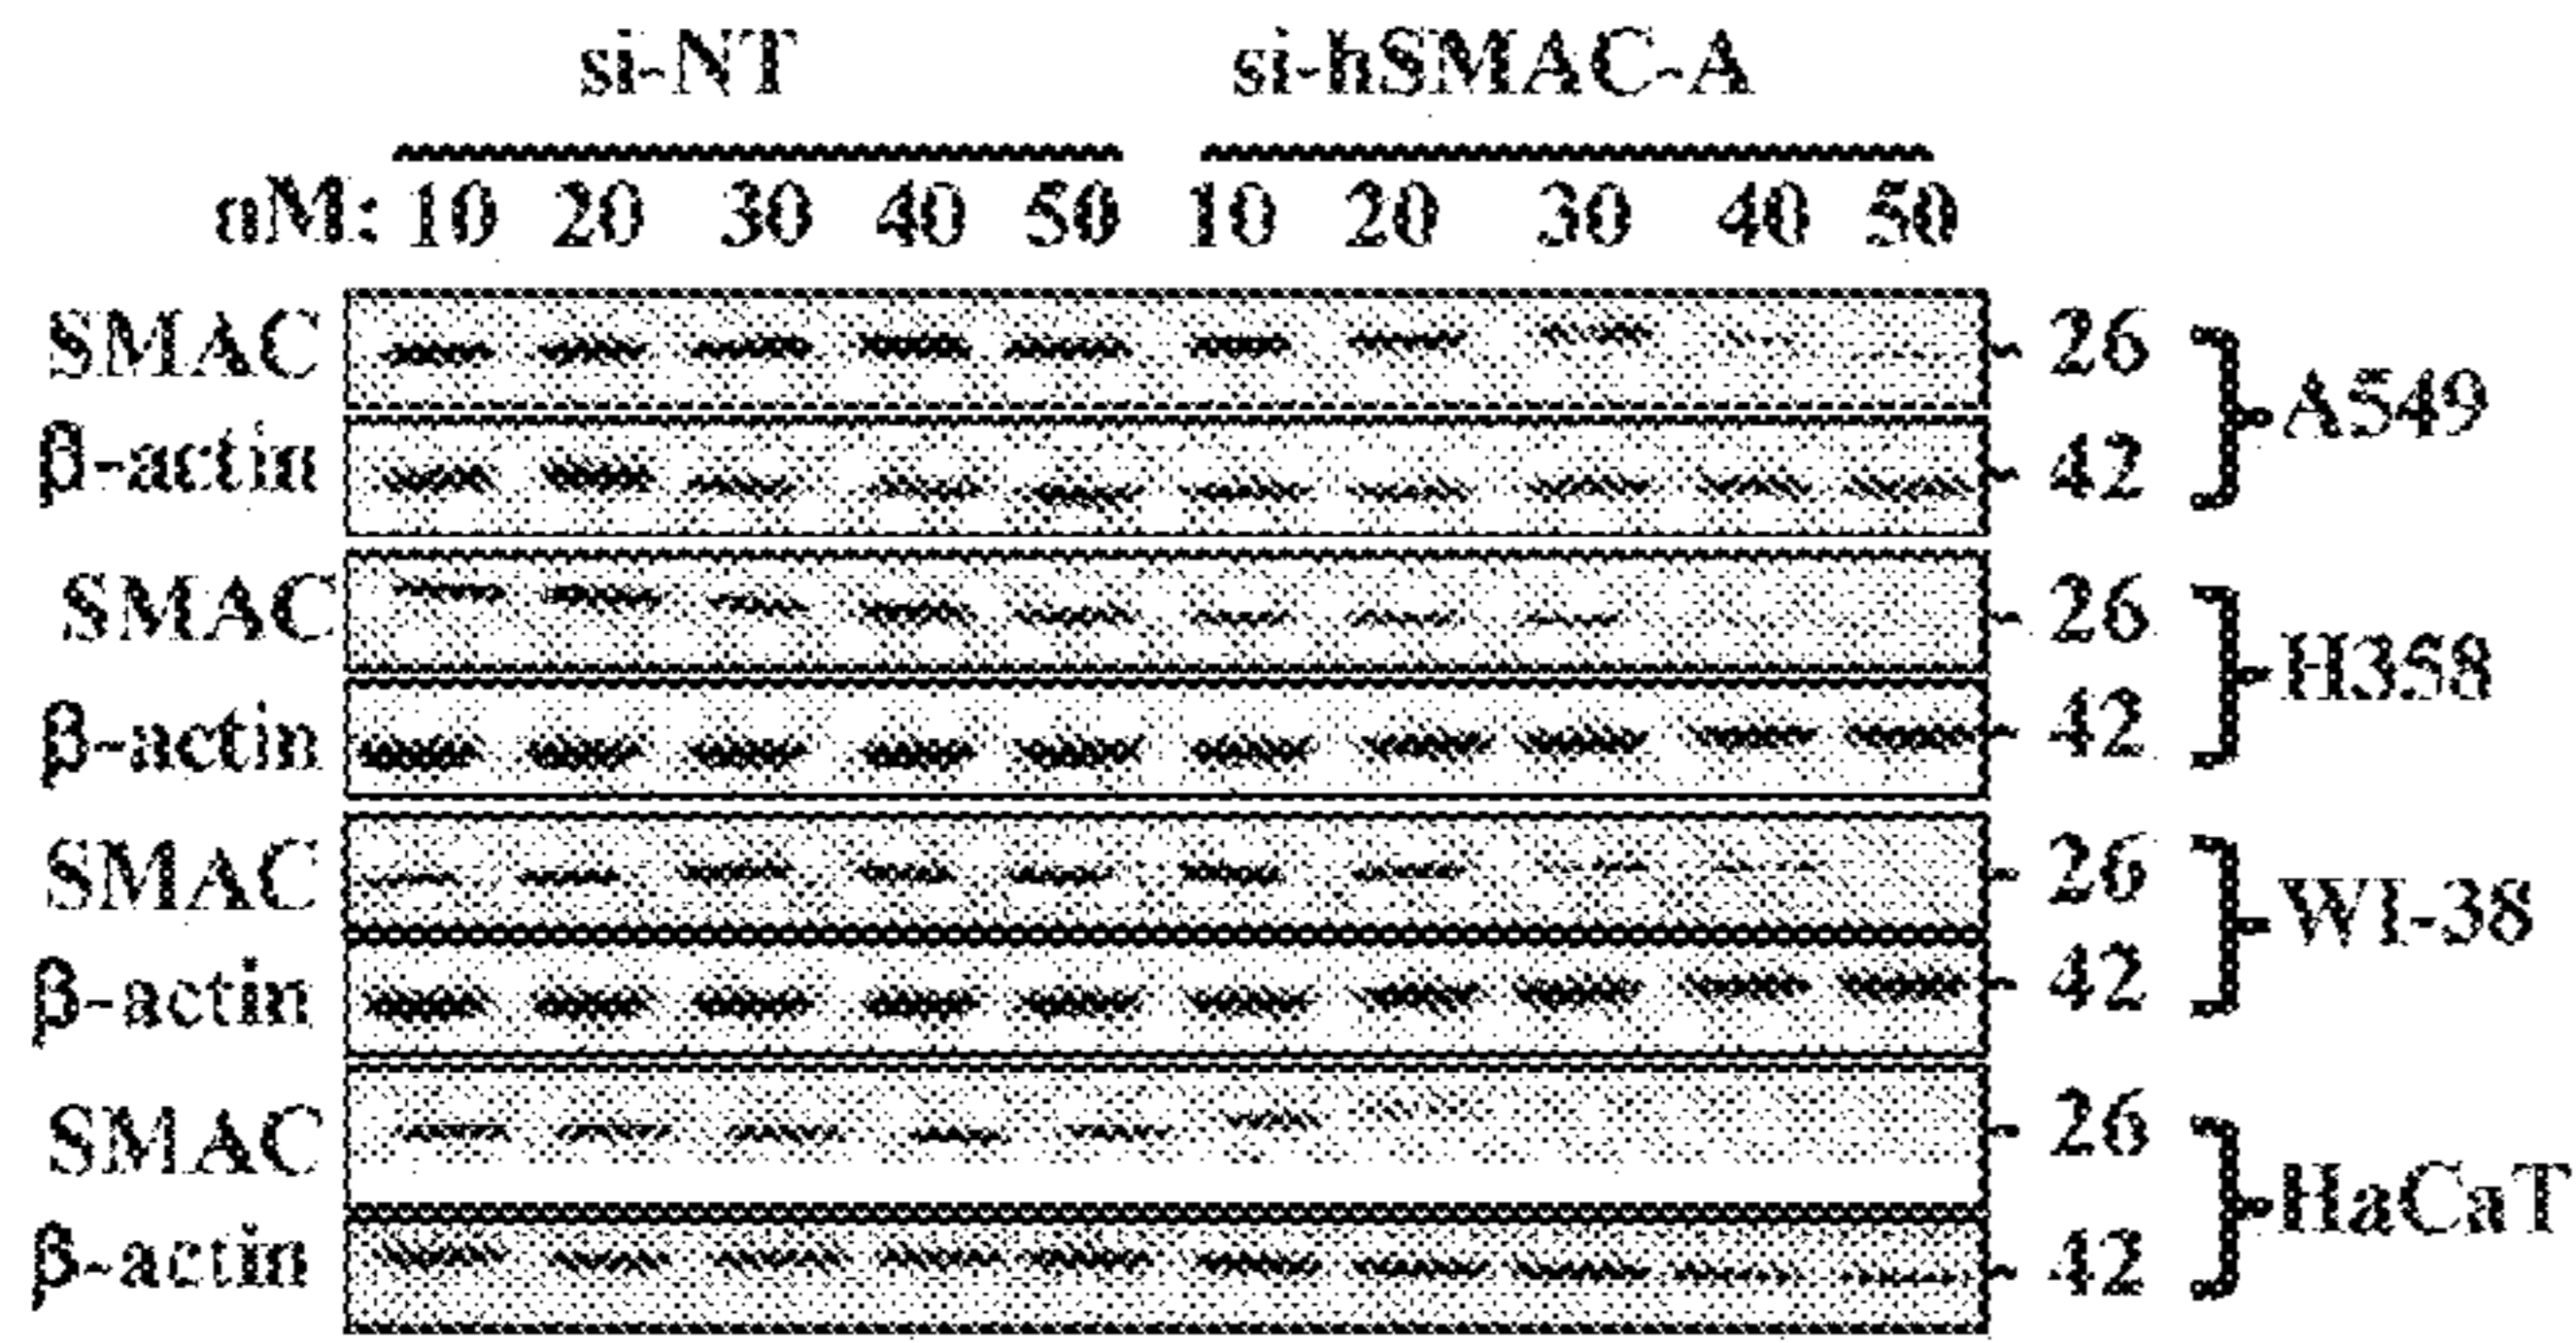 si-NT si-hSMAC-A
nM: 10 20 30 40 50 10 20 30 40 50
SMAC 26
A549
β-actin 42
SMAC 26
H358
β-actin 42
SMAC 26
WI-38
β-actin 42
SMAC 26
HaCaT
β-actin 42